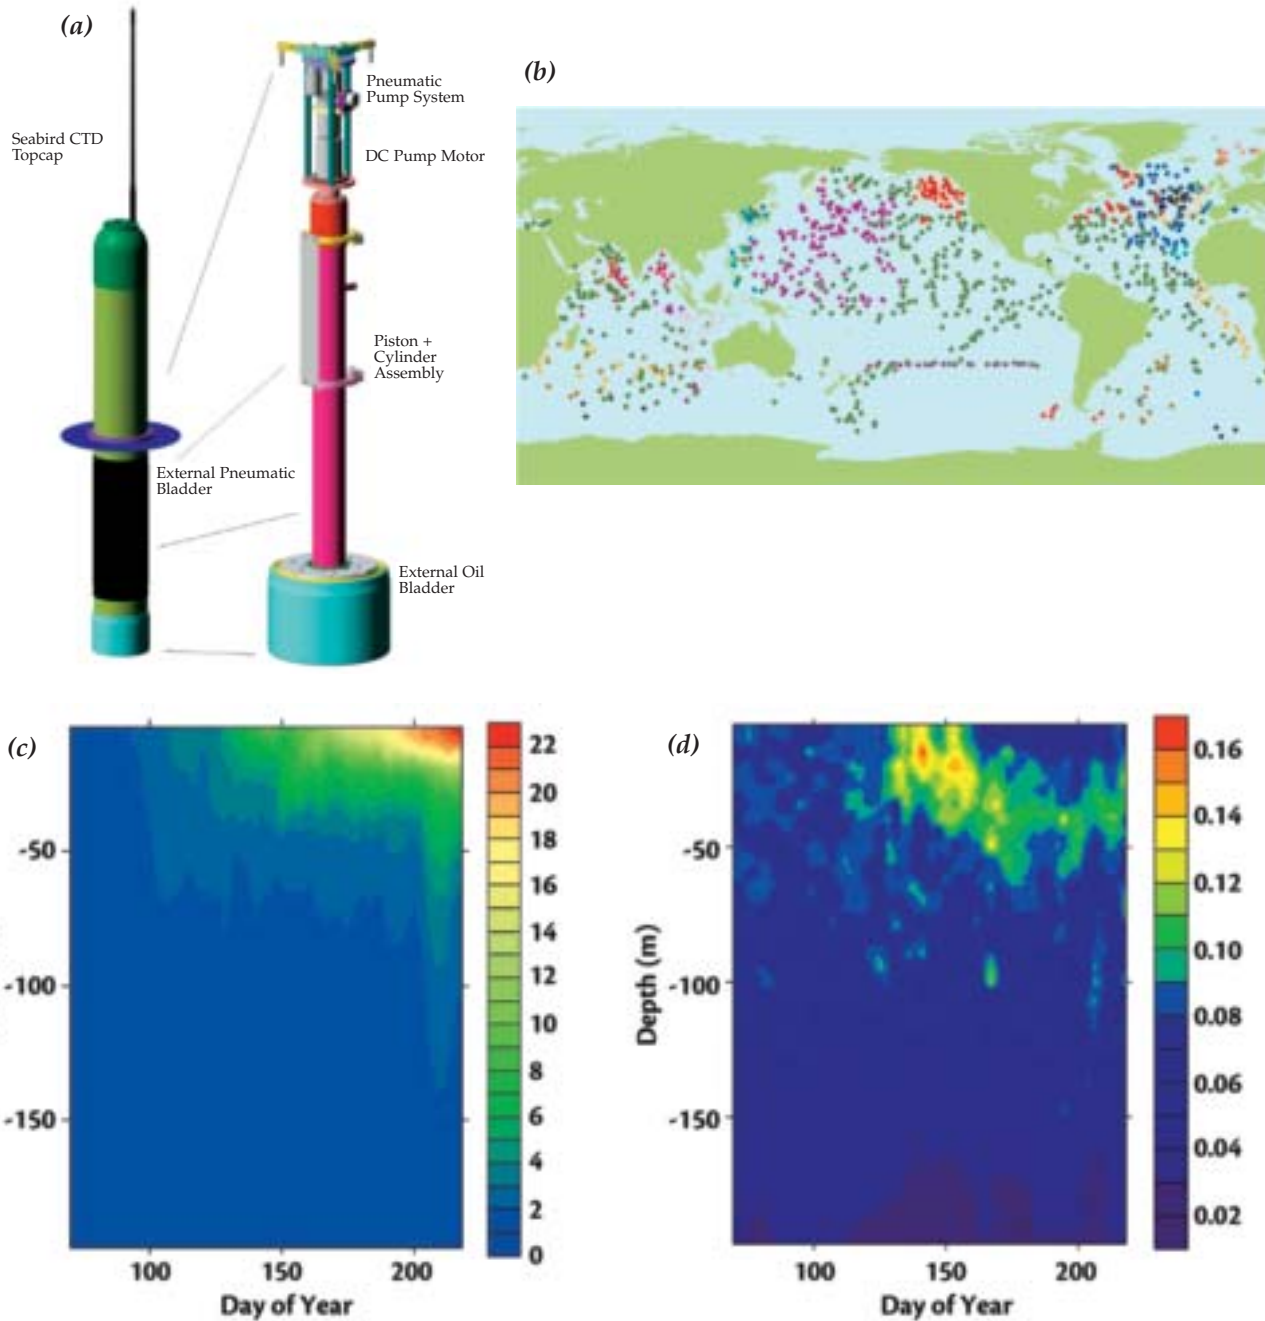 (a)
Seabird CTD
Topcap
Pneumatic
Pump System
DC Pump Motor
Piston +
Cylinder
Assembly
External Pneumatic
Bladder
External Oil
Bladder
(b)
(c)
-50
-100
-150
100
150
200
Day of Year
22
20
18
16
14
12
10
8
6
4
2
0
(d)
Depth (m)
-50
-100
-150
100
150
200
Day of Year
0.16
0.14
0.12
0.10
0.08
0.06
0.04
0.02